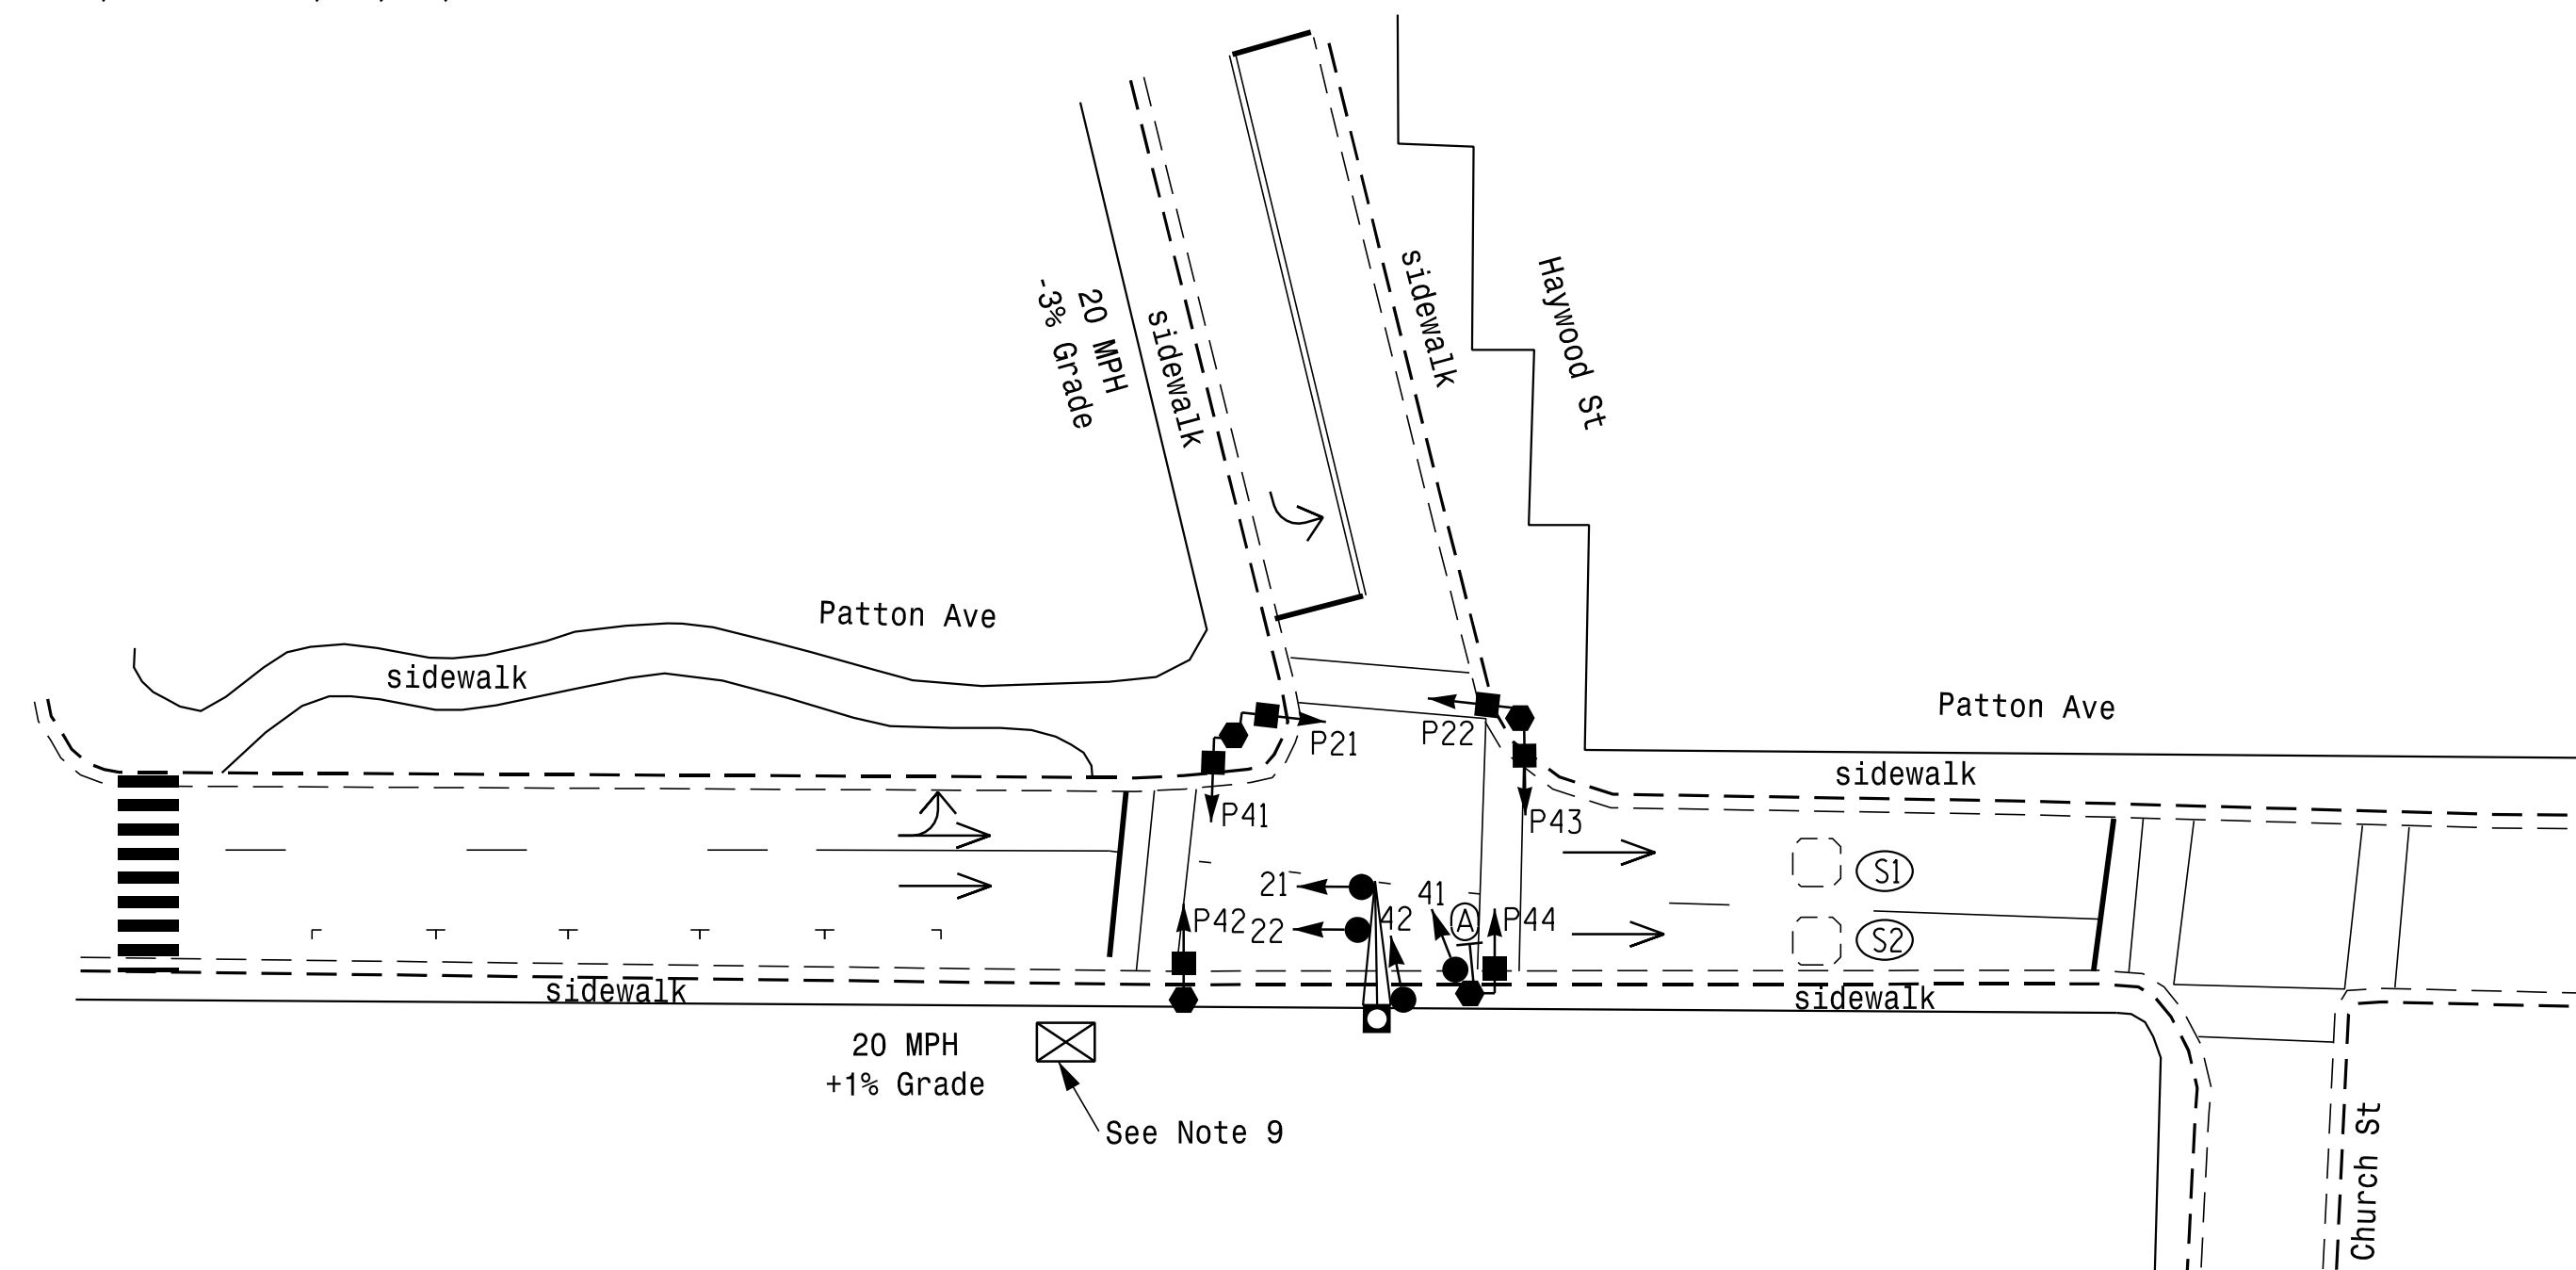 sidewalk
Haywood St
20 MPH
-3% Grade
sidewalk
Patton Ave
sidewalk
Patton Ave
P21
P22
sidewalk
P41
P43
S1
21
41
42
A
P44
P42
22
S2
sidewalk
sidewalk
20 MPH
+1% Grade
See Note 9
Church St